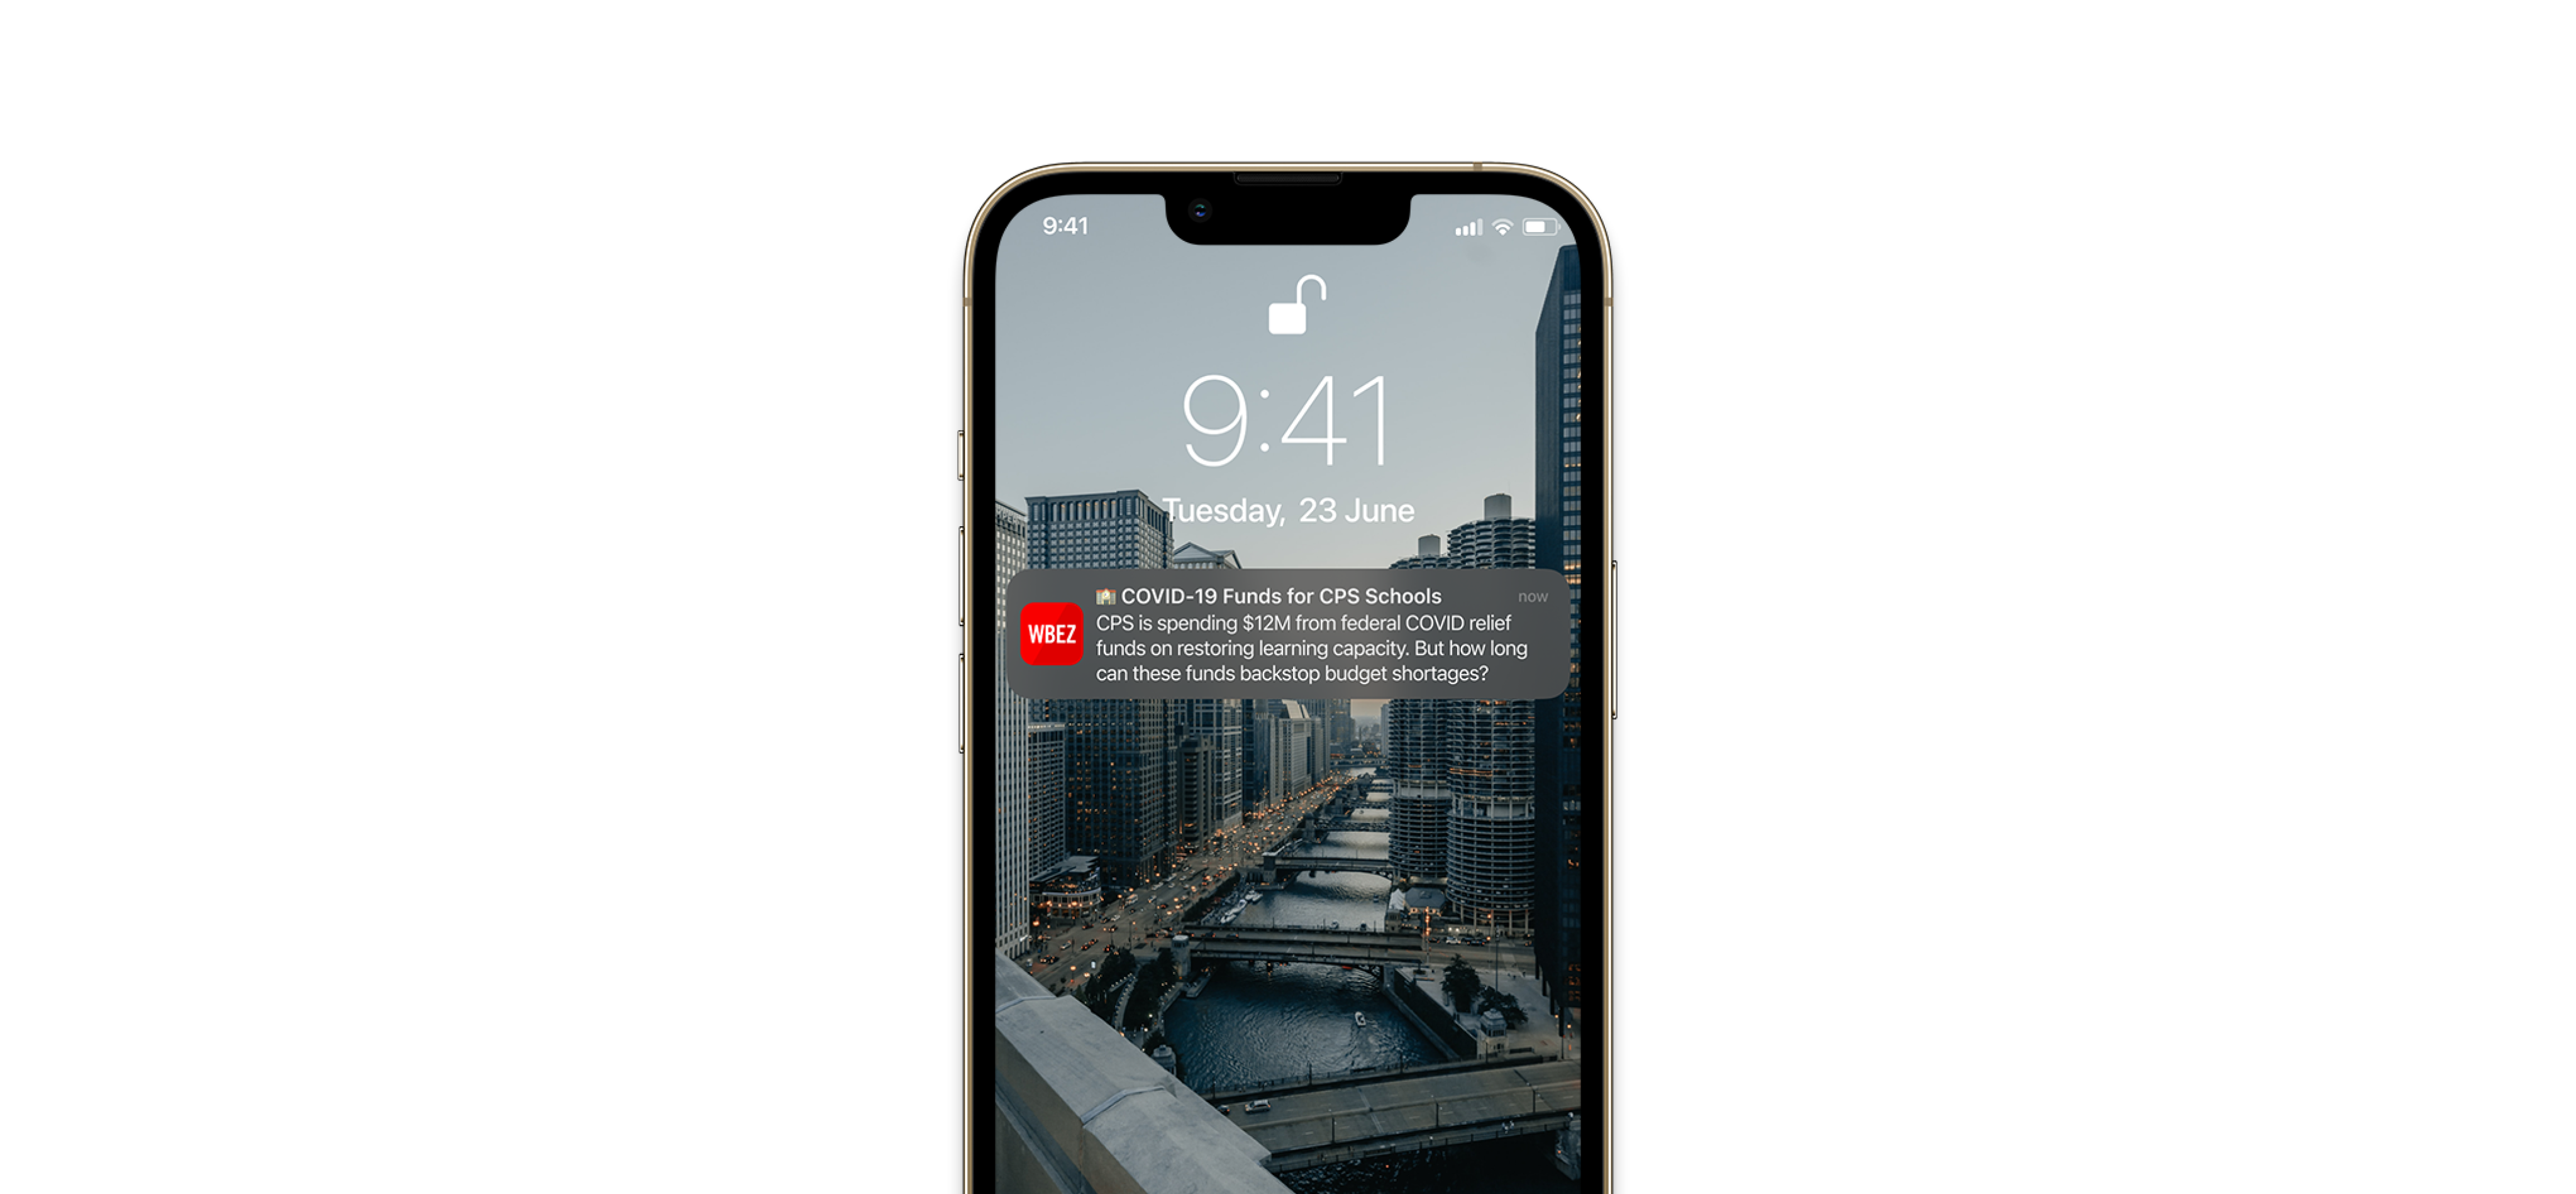 9:41
9:41
Tuesday, 23 June
🏫 COVID-19 Funds for CPS Schools
now
WBEZ
CPS is spending $12M from federal COVID relief
funds on restoring learning capacity. But how long
can these funds backstop budget shortages?